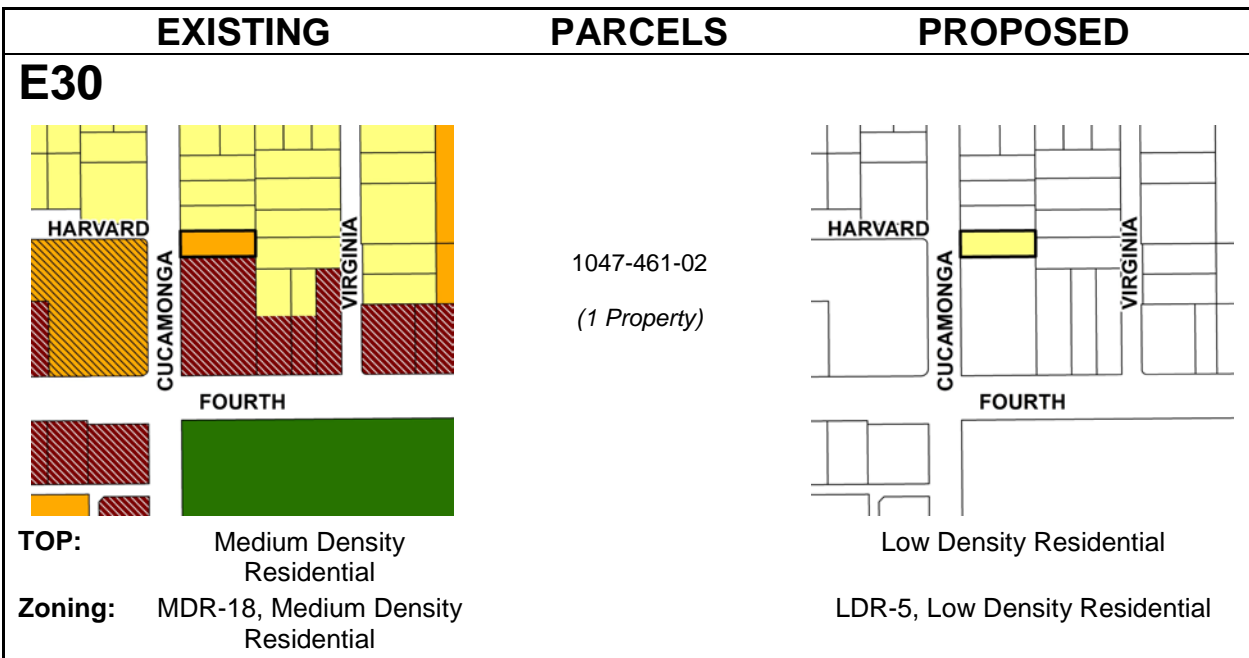 EXISTING PARCELS PROPOSED
E30
HARVARD
CUCAMONGA
VIRGINIA
FOURTH
1047-461-02
(1 Property)
HARVARD
CUCAMONGA
VIRGINIA
FOURTH
TOP: Medium Density Low Density Residential
Residential
Zoning: MDR-18, Medium Density LDR-5, Low Density Residential
Residential